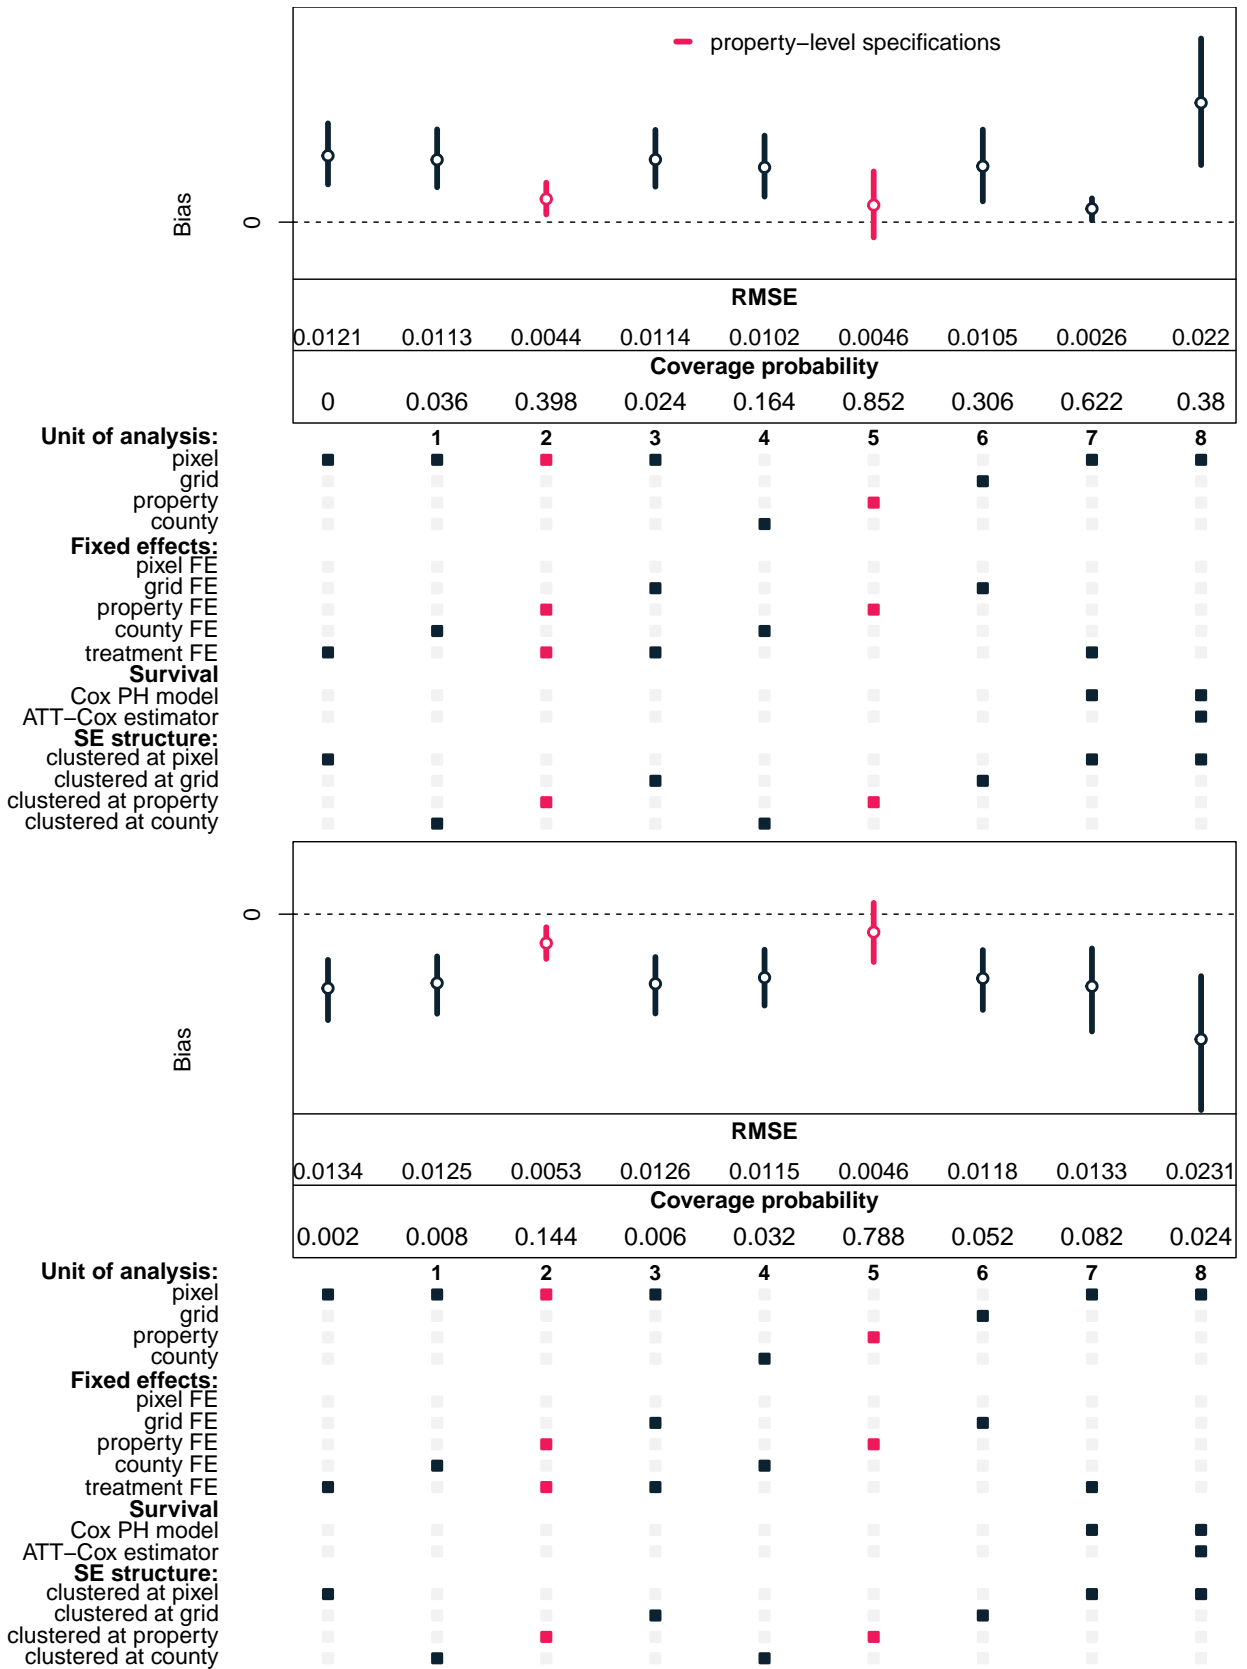 property−level specifications
Bias
0
RMSE
0.0121 0.0113 0.0044 0.0114 0.0102 0.0046 0.0105 0.0026 0.022
Coverage probability
0 0.036 0.398 0.024 0.164 0.852 0.306 0.622 0.38
Unit of analysis: 1 2 3 4 5 6 7 8
pixel
grid
property
county
Fixed effects:
pixel FE
grid FE
property FE
county FE
treatment FE
Survival
Cox PH model
ATT−Cox estimator
SE structure:
clustered at pixel
clustered at grid
clustered at property
clustered at county
0
Bias
RMSE
0.0134 0.0125 0.0053 0.0126 0.0115 0.0046 0.0118 0.0133 0.0231
Coverage probability
0.002 0.008 0.144 0.006 0.032 0.788 0.052 0.082 0.024
Unit of analysis: 1 2 3 4 5 6 7 8
pixel
grid
property
county
Fixed effects:
pixel FE
grid FE
property FE
county FE
treatment FE
Survival
Cox PH model
ATT−Cox estimator
SE structure:
clustered at pixel
clustered at grid
clustered at property
clustered at county